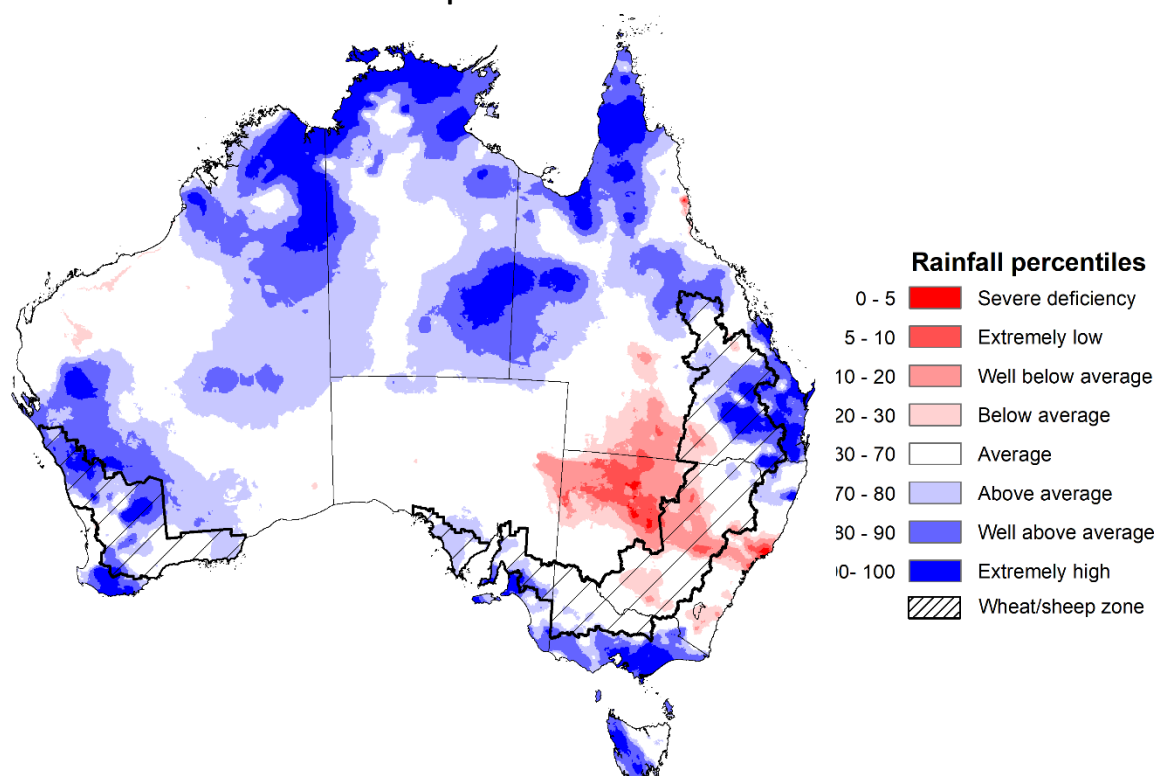 Rainfall percentiles
0 - 5 Severe deficiency
5 - 10 Extremely low
10 - 20 Well below average
20 - 30 Below average
30 - 70 Average
70 - 80 Above average
80 - 90 Well above average
0- 100 Extremely high
Wheat/sheep zone